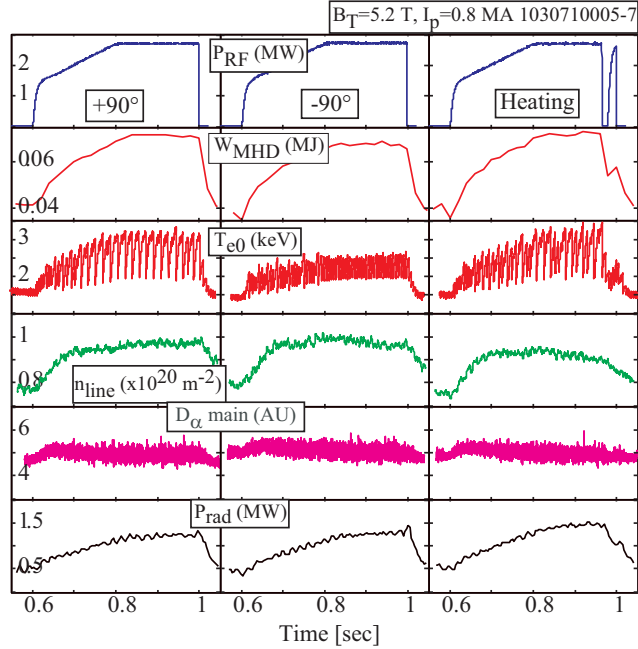 B_T=5.2 T, I_p=0.8 MA 1030710005-7
P_RF (MW)
2
1
+90°
-90°
Heating
W_MHD (MJ)
0.06
0.04
T_e0 (keV)
3
2
1
n_line (x10^20 m^-2)
0.8
D_α main (AU)
6
4
P_rad (MW)
1.5
0.5
0.6 0.8 1 0.6 0.8 1 0.6 0.8 1
Time [sec]